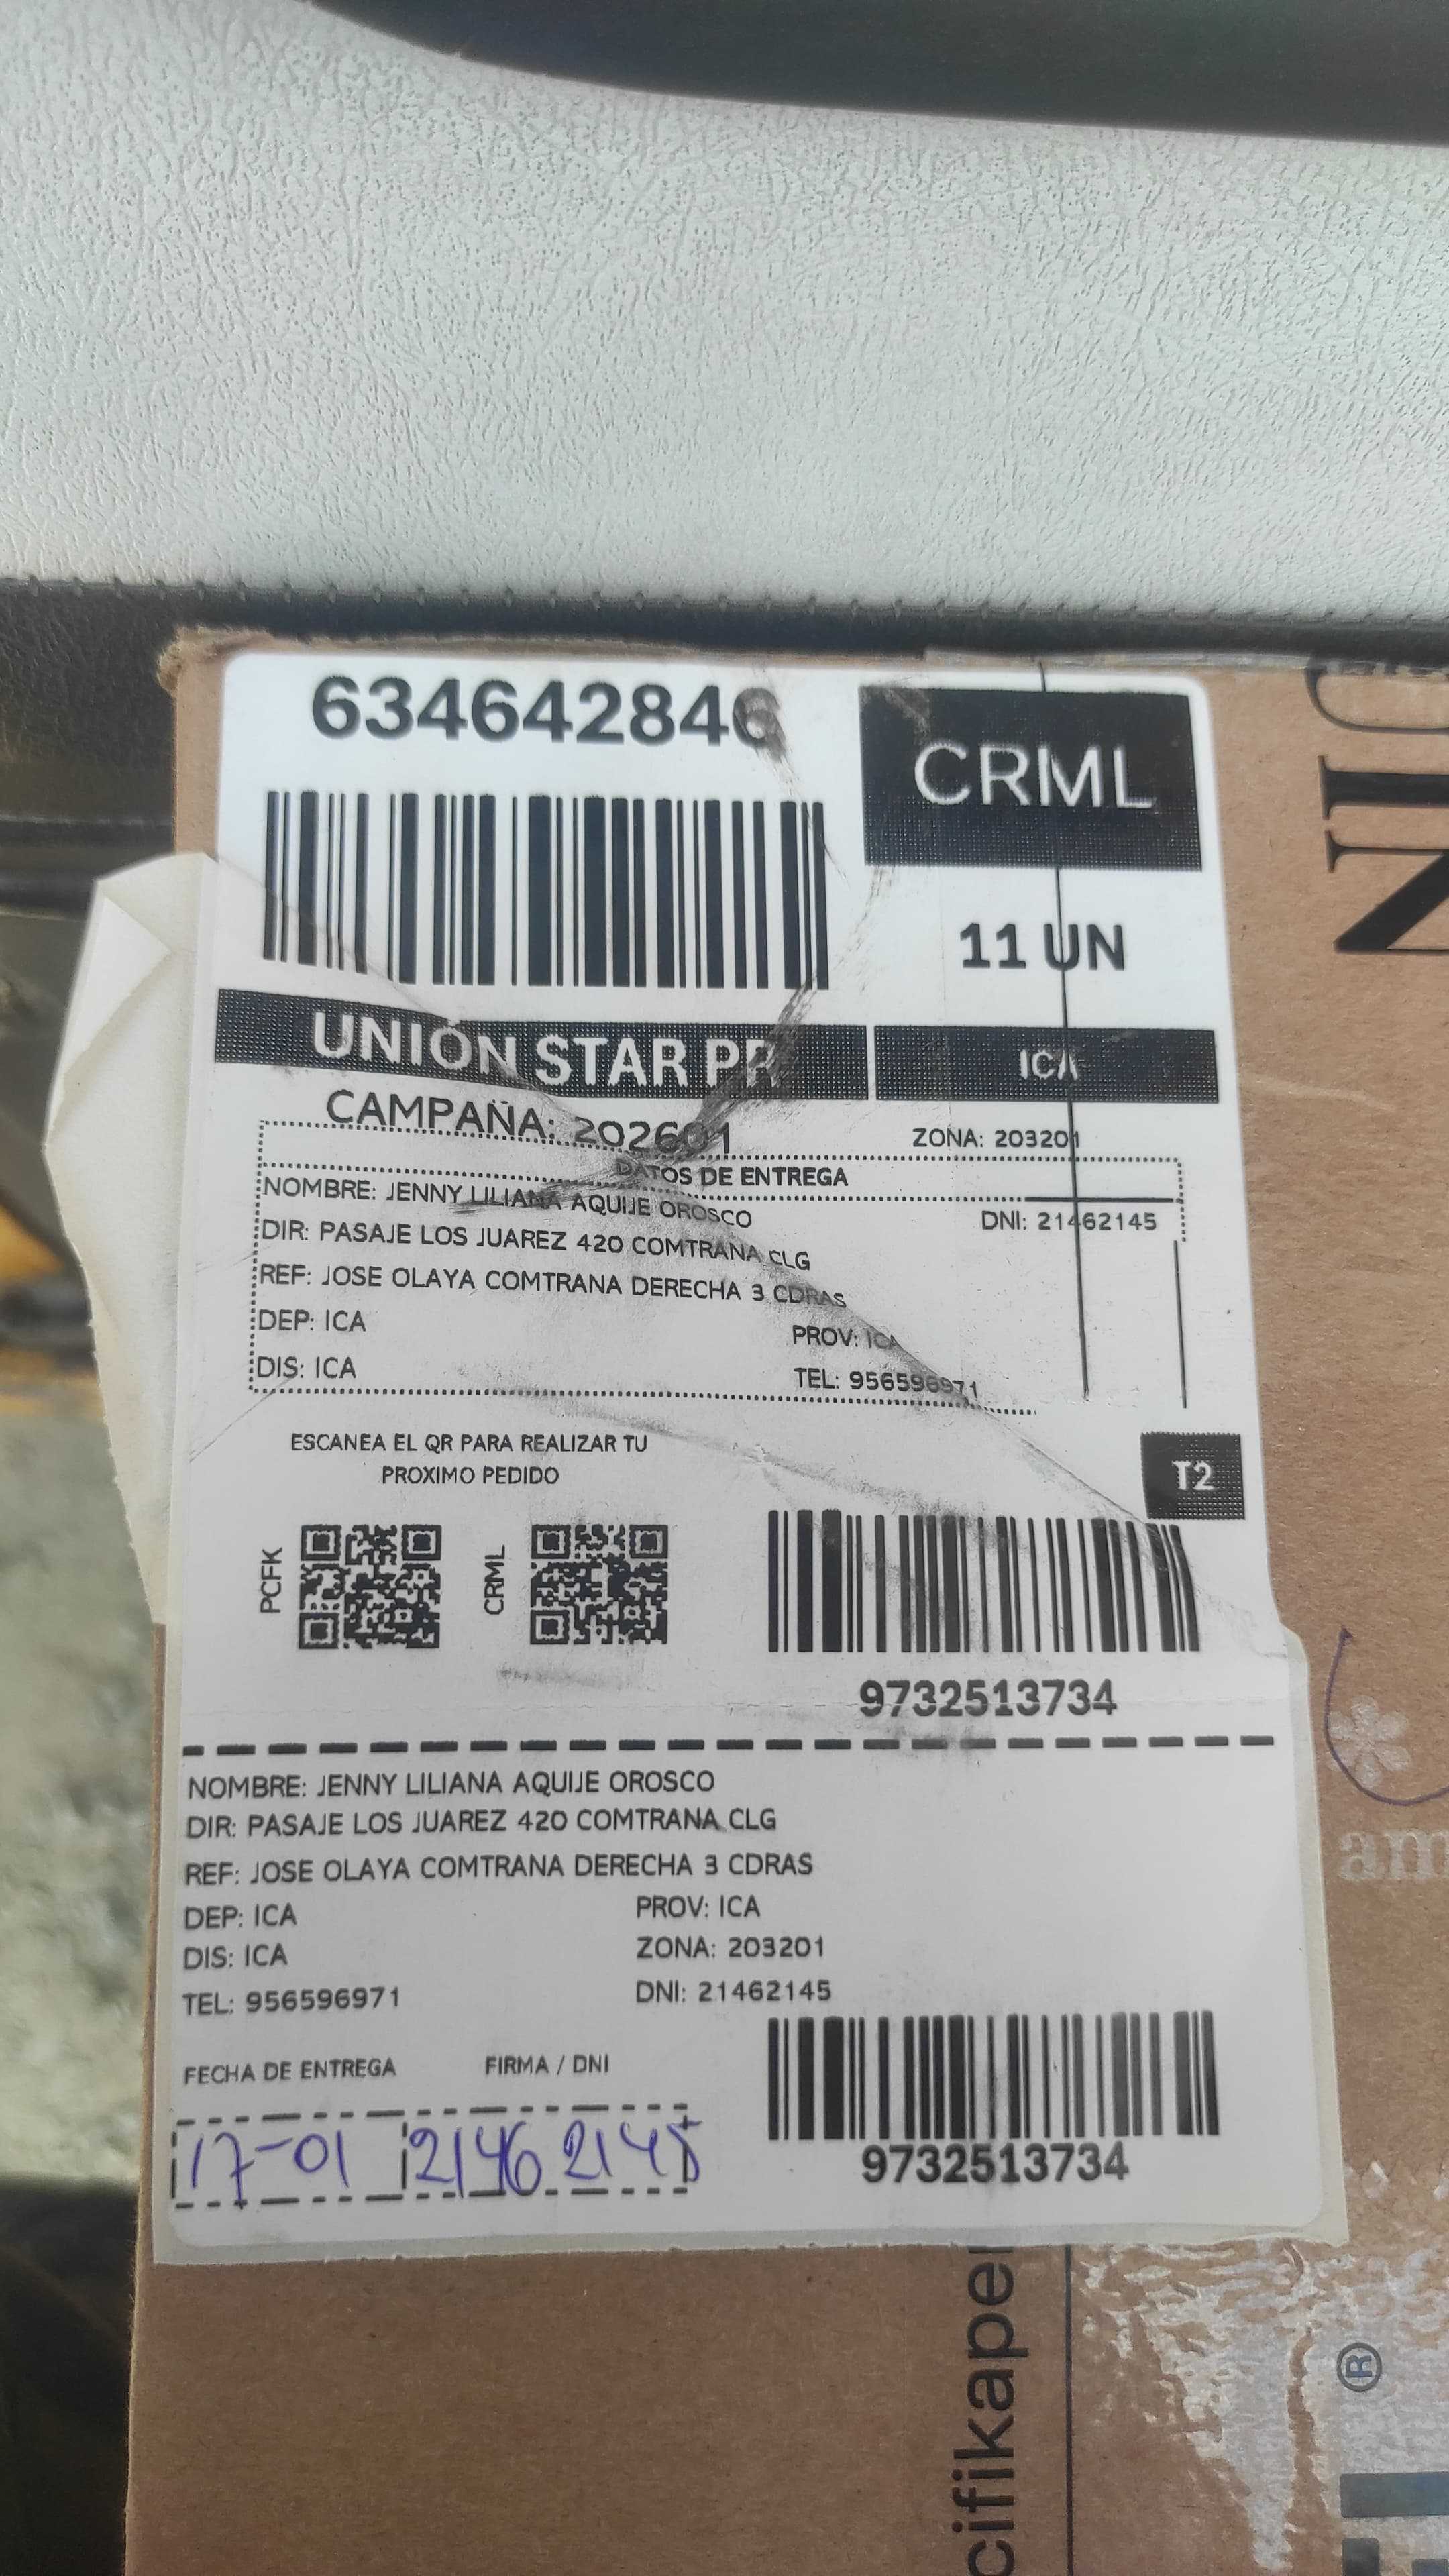 6346428446
CRML
11 UN
UNIÓN STAR PR
ICA
CAMPAÑA: 202601
ZONA: 203201
DATOS DE ENTREGA
NOMBRE: JENNY LILIANA AQUIJE OROSCO
DNI: 21462145
DIR: PASAJE LOS JUAREZ 420 COMTRANA CLG
REF: JOSE OLAYA COMTRANA DERECHA 3 CDRAS
DEP: ICA
PROV: ICA
DIS: ICA
TEL: 956596971
ESCANEA EL QR PARA REALIZAR TU
PROXIMO PEDIDO
T2
PCFK
CRML
9732513734
NOMBRE: JENNY LILIANA AQUIJE OROSCO
DIR: PASAJE LOS JUAREZ 420 COMTRANA CLG
REF: JOSE OLAYA COMTRANA DERECHA 3 CDRAS
DEP: ICA
PROV: ICA
DIS: ICA
ZONA: 203201
TEL: 956596971
DNI: 21462145
FECHA DE ENTREGA
FIRMA / DNI
17-01 21462145
9732513734
cifikaper
am
®